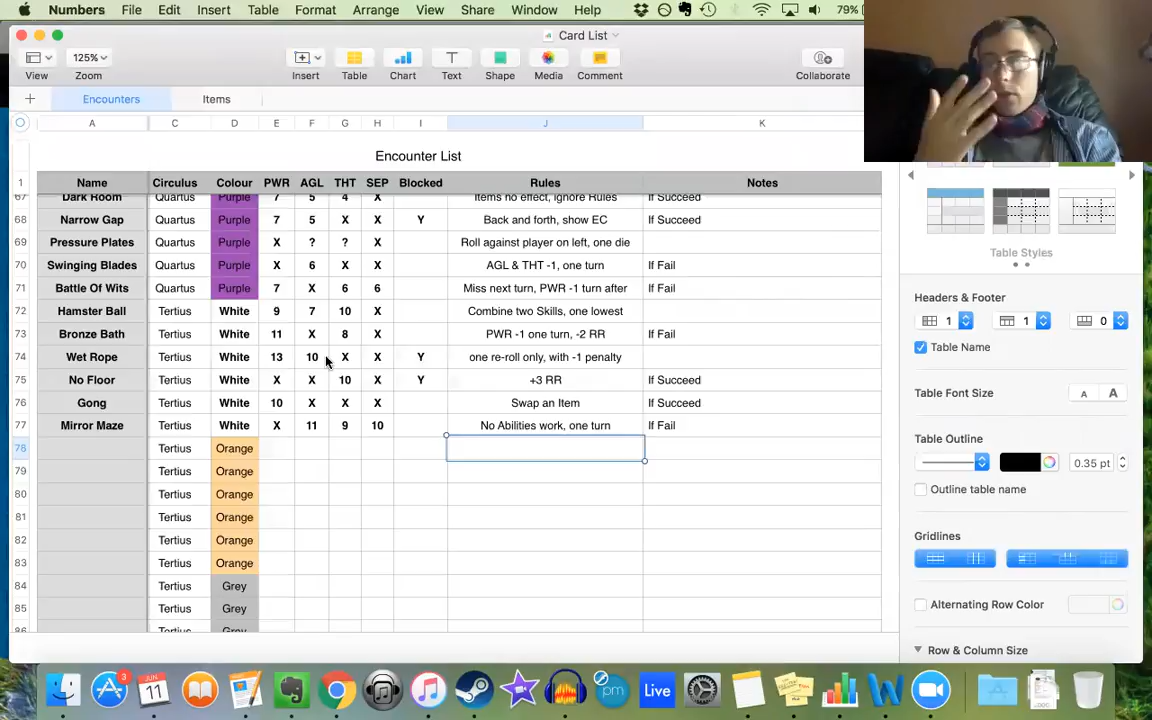 Numbers File Edit Insert Table Format Arrange View Share Window Help 79%
Card List
125%
View Zoom Insert Table Chart Text Shape Media Comment Collaborate
Encounters Items
A C D E F G H I J K
Encounter List
1 Name Circulus Colour PWR AGL THT SEP Blocked Rules Notes
67 Dark Room Quartus Purple 7 5 4 X Items no effect, ignore Rules If Succeed
68 Narrow Gap Quartus Purple 7 5 X X Y Back and forth, show EC If Succeed
69 Pressure Plates Quartus Purple X ? ? X Roll against player on left, one die
70 Swinging Blades Quartus Purple X 6 X X AGL & THT -1, one turn If Fail
71 Battle Of Wits Quartus Purple 7 X 6 6 Miss next turn, PWR -1 turn after If Fail
72 Hamster Ball Tertius White 9 7 10 X Combine two Skills, one lowest
73 Bronze Bath Tertius White 11 X 8 X PWR -1 one turn, -2 RR If Fail
74 Wet Rope Tertius White 13 10 X X Y one re-roll only, with -1 penalty
75 No Floor Tertius White X X 10 X Y +3 RR If Succeed
76 Gong Tertius White 10 X X X Swap an Item If Succeed
77 Mirror Maze Tertius White X 11 9 10 No Abilities work, one turn If Fail
78 Tertius Orange
79 Tertius Orange
80 Tertius Orange
81 Tertius Orange
82 Tertius Orange
83 Tertius Orange
84 Tertius Grey
85 Tertius Grey
86 Tertius Grey
Table Styles
Headers & Footer
1 1 0
Table Name
Table Font Size A A
Table Outline
0.35 pt
Outline table name
Gridlines
Alternating Row Color
Row & Column Size
3 JUN 11 pm Live